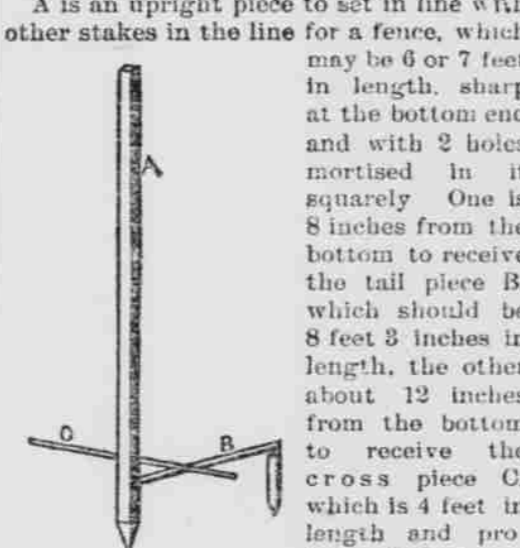 A is an upright piece to set in line with
other stakes in the line for a fence, which
may be 6 or 7 feet
in length. sharp
at the bottom end
and with 2 holes
mortised in it
squarely One is
8 inches from the
bottom to receive
the tail piece B,
which should be
8 feet 3 inches in
length, the other
about 12 inches
from the bottom
to receive the
cross piece C,
which is 4 feet in
length and pro
A
C
B